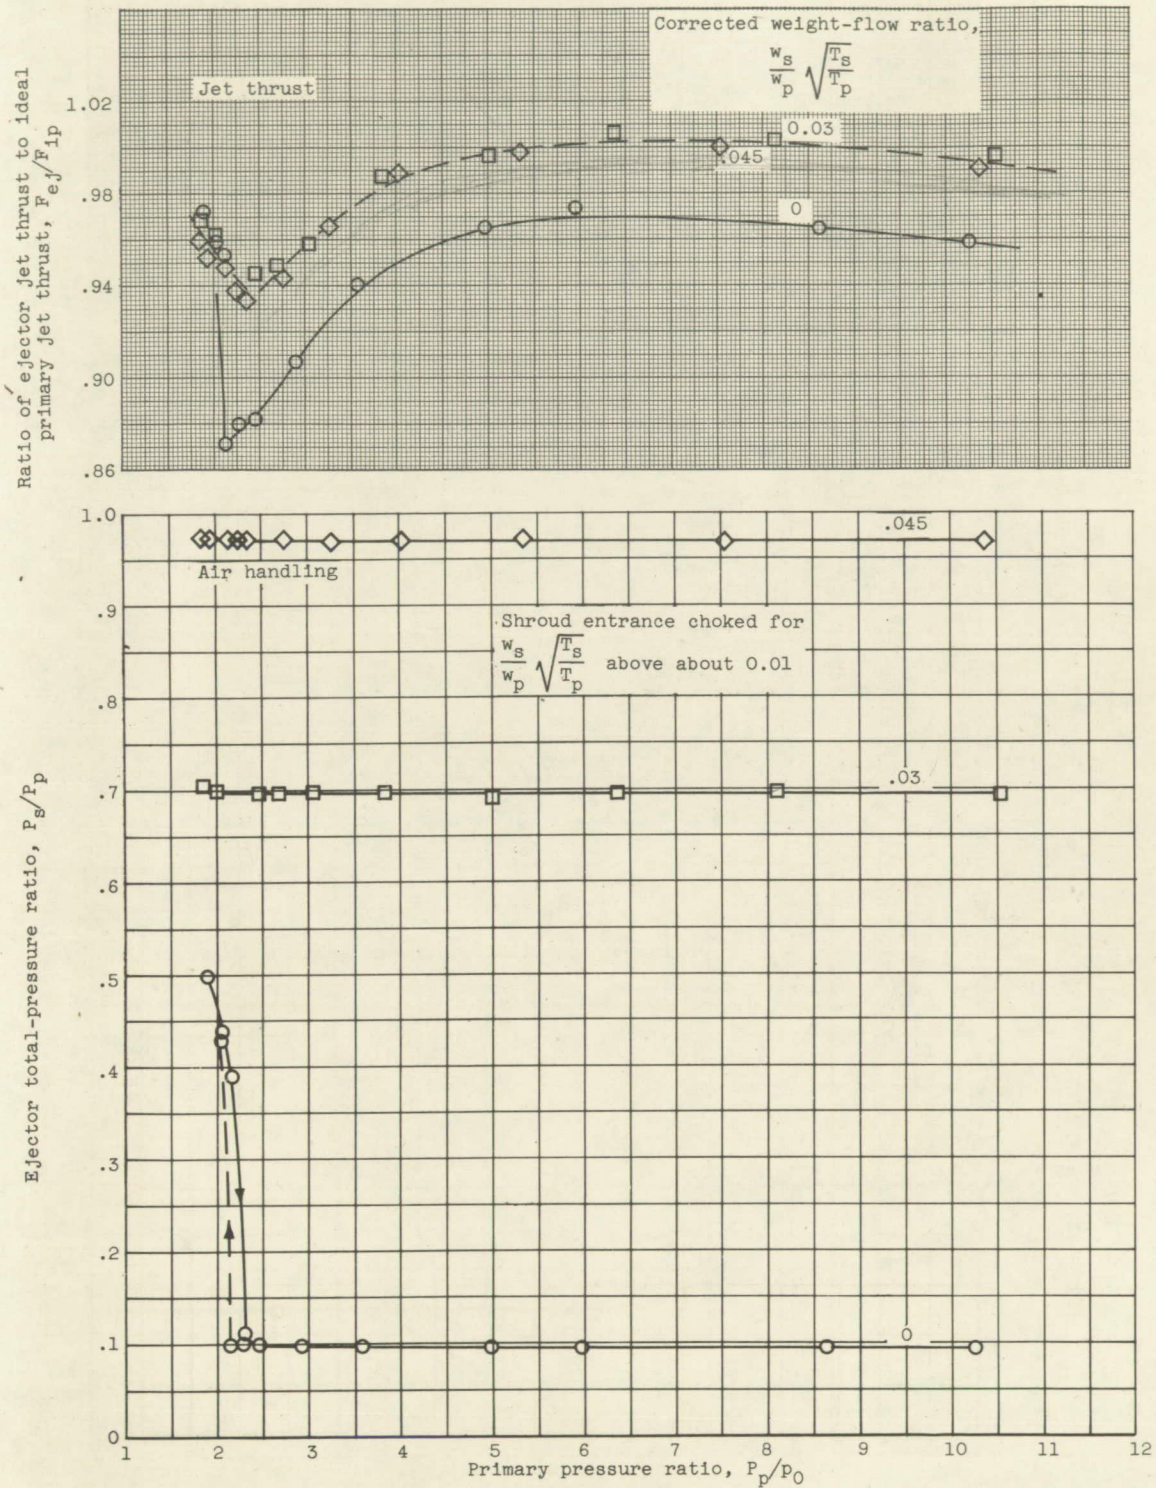 Corrected weight-flow ratio,
w_s/w_p √(T_s/T_p)
Jet thrust
Ratio of ejector jet thrust to ideal
primary jet thrust, F_ej/F_ip
1.02
.98
.94
.90
.86
0.03
.045
0
1.0
.9
.8
.7
.6
.5
.4
.3
.2
.1
0
.045
Air handling
Shroud entrance choked for
w_s/w_p √(T_s/T_p) above about 0.01
.03
0
Ejector total-pressure ratio, P_s/P_p
1 2 3 4 5 6 7 8 9 10 11 12
Primary pressure ratio, P_p/p_0